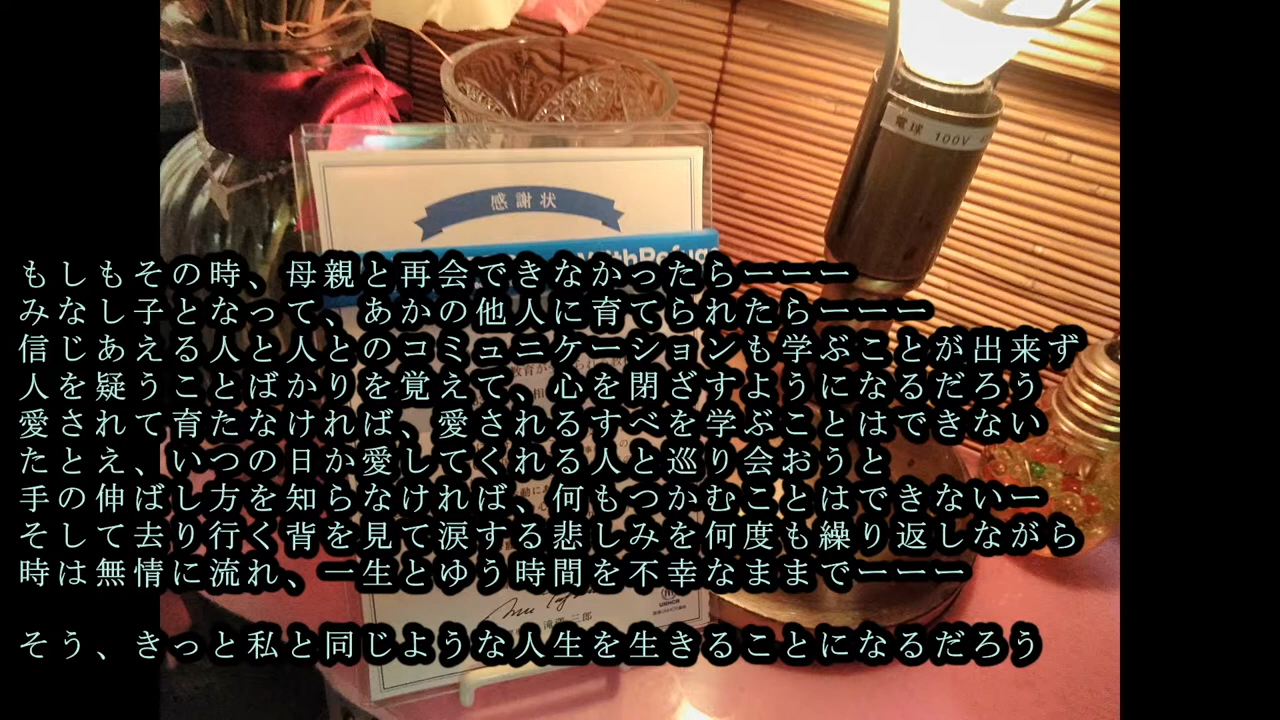 電球 100V
感謝状
WithRefug
もしもその時、母親と再会できなかったらーーー
みなし子となって、あかの他人に育てられたらーーー
信じあえる人と人とのコミュニケーションも学ぶことが出来ず
人を疑うことばかりを覚えて、心を閉ざすようになるだろう
愛されて育たなければ、愛されるすべを学ぶことはできない
たとえ、いつの日か愛してくれる人と巡り会おうと
手の伸ばし方を知らなければ、何もつかむことはできないー
そして去り行く背を見て涙する悲しみを何度も繰り返しながら
時は無情に流れ、一生とゆう時間を不幸なままでーーー
UNHCR
そう、きっと私と同じような人生を生きることになるだろう